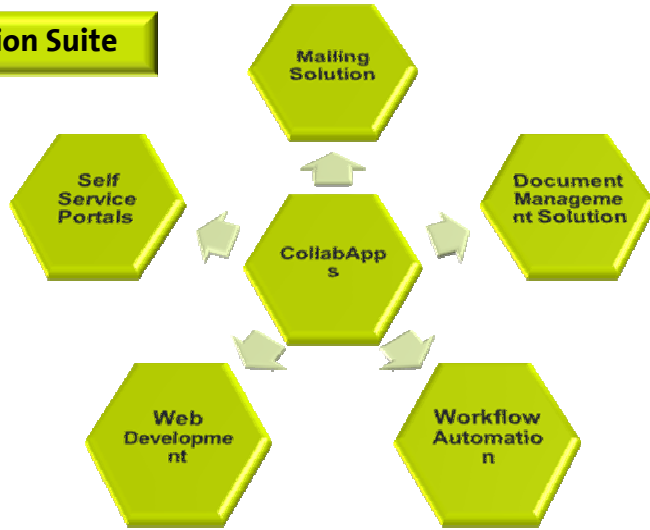 ion Suite
Mailing
Solution
Self
Service
Portals
Document
Manageme
nt Solution
CollabApp
s
Web
Developme
nt
Workflow
Automatio
n